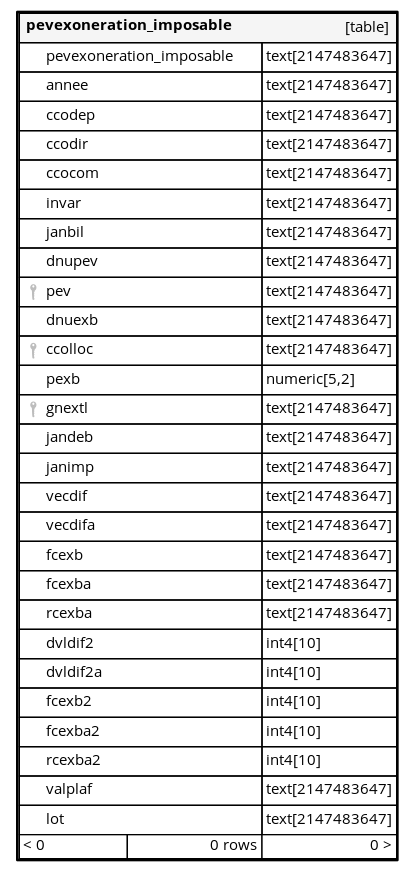 pevexoneration_imposable [table]
pevexoneration_imposable text[2147483647]
annee text[2147483647]
ccodep text[2147483647]
ccodir text[2147483647]
ccocom text[2147483647]
invar text[2147483647]
janbil text[2147483647]
dnupev text[2147483647]
pev text[2147483647]
dnuexb text[2147483647]
ccolloc text[2147483647]
pexb numeric[5,2]
gnextl text[2147483647]
jandeb text[2147483647]
janimp text[2147483647]
vecdif text[2147483647]
vecdifa text[2147483647]
fcexb text[2147483647]
fcexba text[2147483647]
rcexba text[2147483647]
dvldif2 int4[10]
dvldif2a int4[10]
fcexb2 int4[10]
fcexba2 int4[10]
rcexba2 int4[10]
valplaf text[2147483647]
lot text[2147483647]
< 0 0 rows 0 >